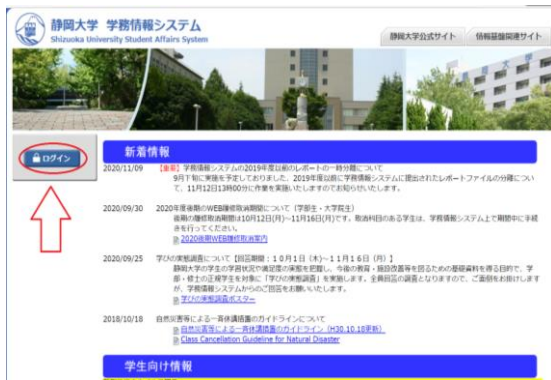 静岡大学 学務情報システム
Shizuoka University Student Affairs System
静岡大学公式サイト 情報基盤関連サイト
ログイン
新着情報
2020/11/09 【重要】学務情報システムの2019年度以前のレポートの一時分離について
9月下旬に実施を予定しておりました、2019年度以前に学務情報システムに提出されたレポートファイルの分離につい
て、11月12日13時00分に作業を実施いたしますのでお知らせいたします。
2020/09/30 2020年度後期のWEB履修取消期間について（学部生・大学院生）
後期の履修取消期間は10月12日(月)～11月16日(月)です。取消科目のある学生は、学務情報システム上で期間中に手続
きを行ってください。
2020後期WEB履修取消案内
2020/09/25 学びの実態調査について【回答期間：１０月１日（木）～１１月１６日（月）】
静岡大学の学生の学習状況や満足度の実態を把握し、今後の教育・施設改善等を図るための基礎資料を得る目的で、学
部・修士の正規学生を対象に「学びの実態調査」を実施します。全員回答の調査となりますので、ご面倒をお掛けします
が、学務情報システムからのご回答をお願いいたします。
学びの実態調査ポスター
2018/10/18 自然災害等による一斉休講措置のガイドラインについて
自然災害等による一斉休講措置のガイドライン（H30.10.18更新）
Class Cancellation Guideline for Natural Disaster
学生向け情報